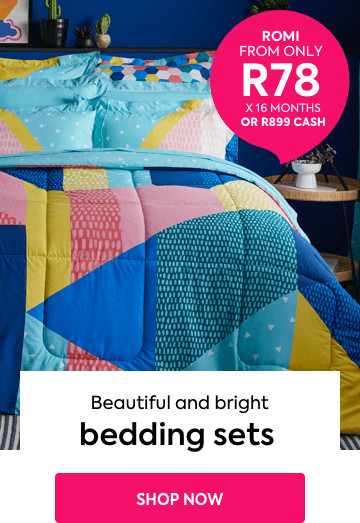 ROMI
FROM ONLY
R78
X 16 MONTHS
OR R899 CASH
Beautiful and bright
bedding sets
SHOP NOW